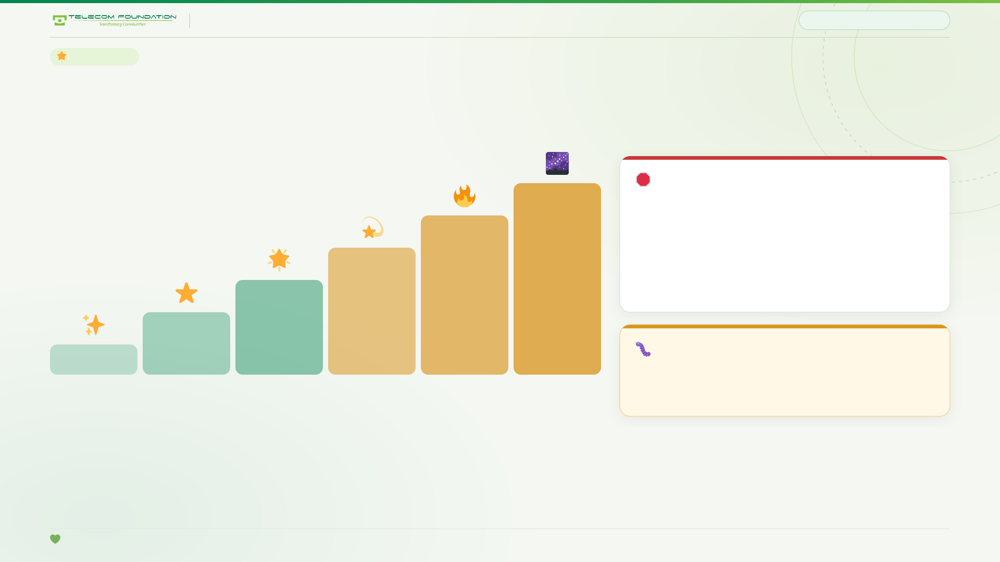 TELECOM FOUNDATION
Transforming Communities